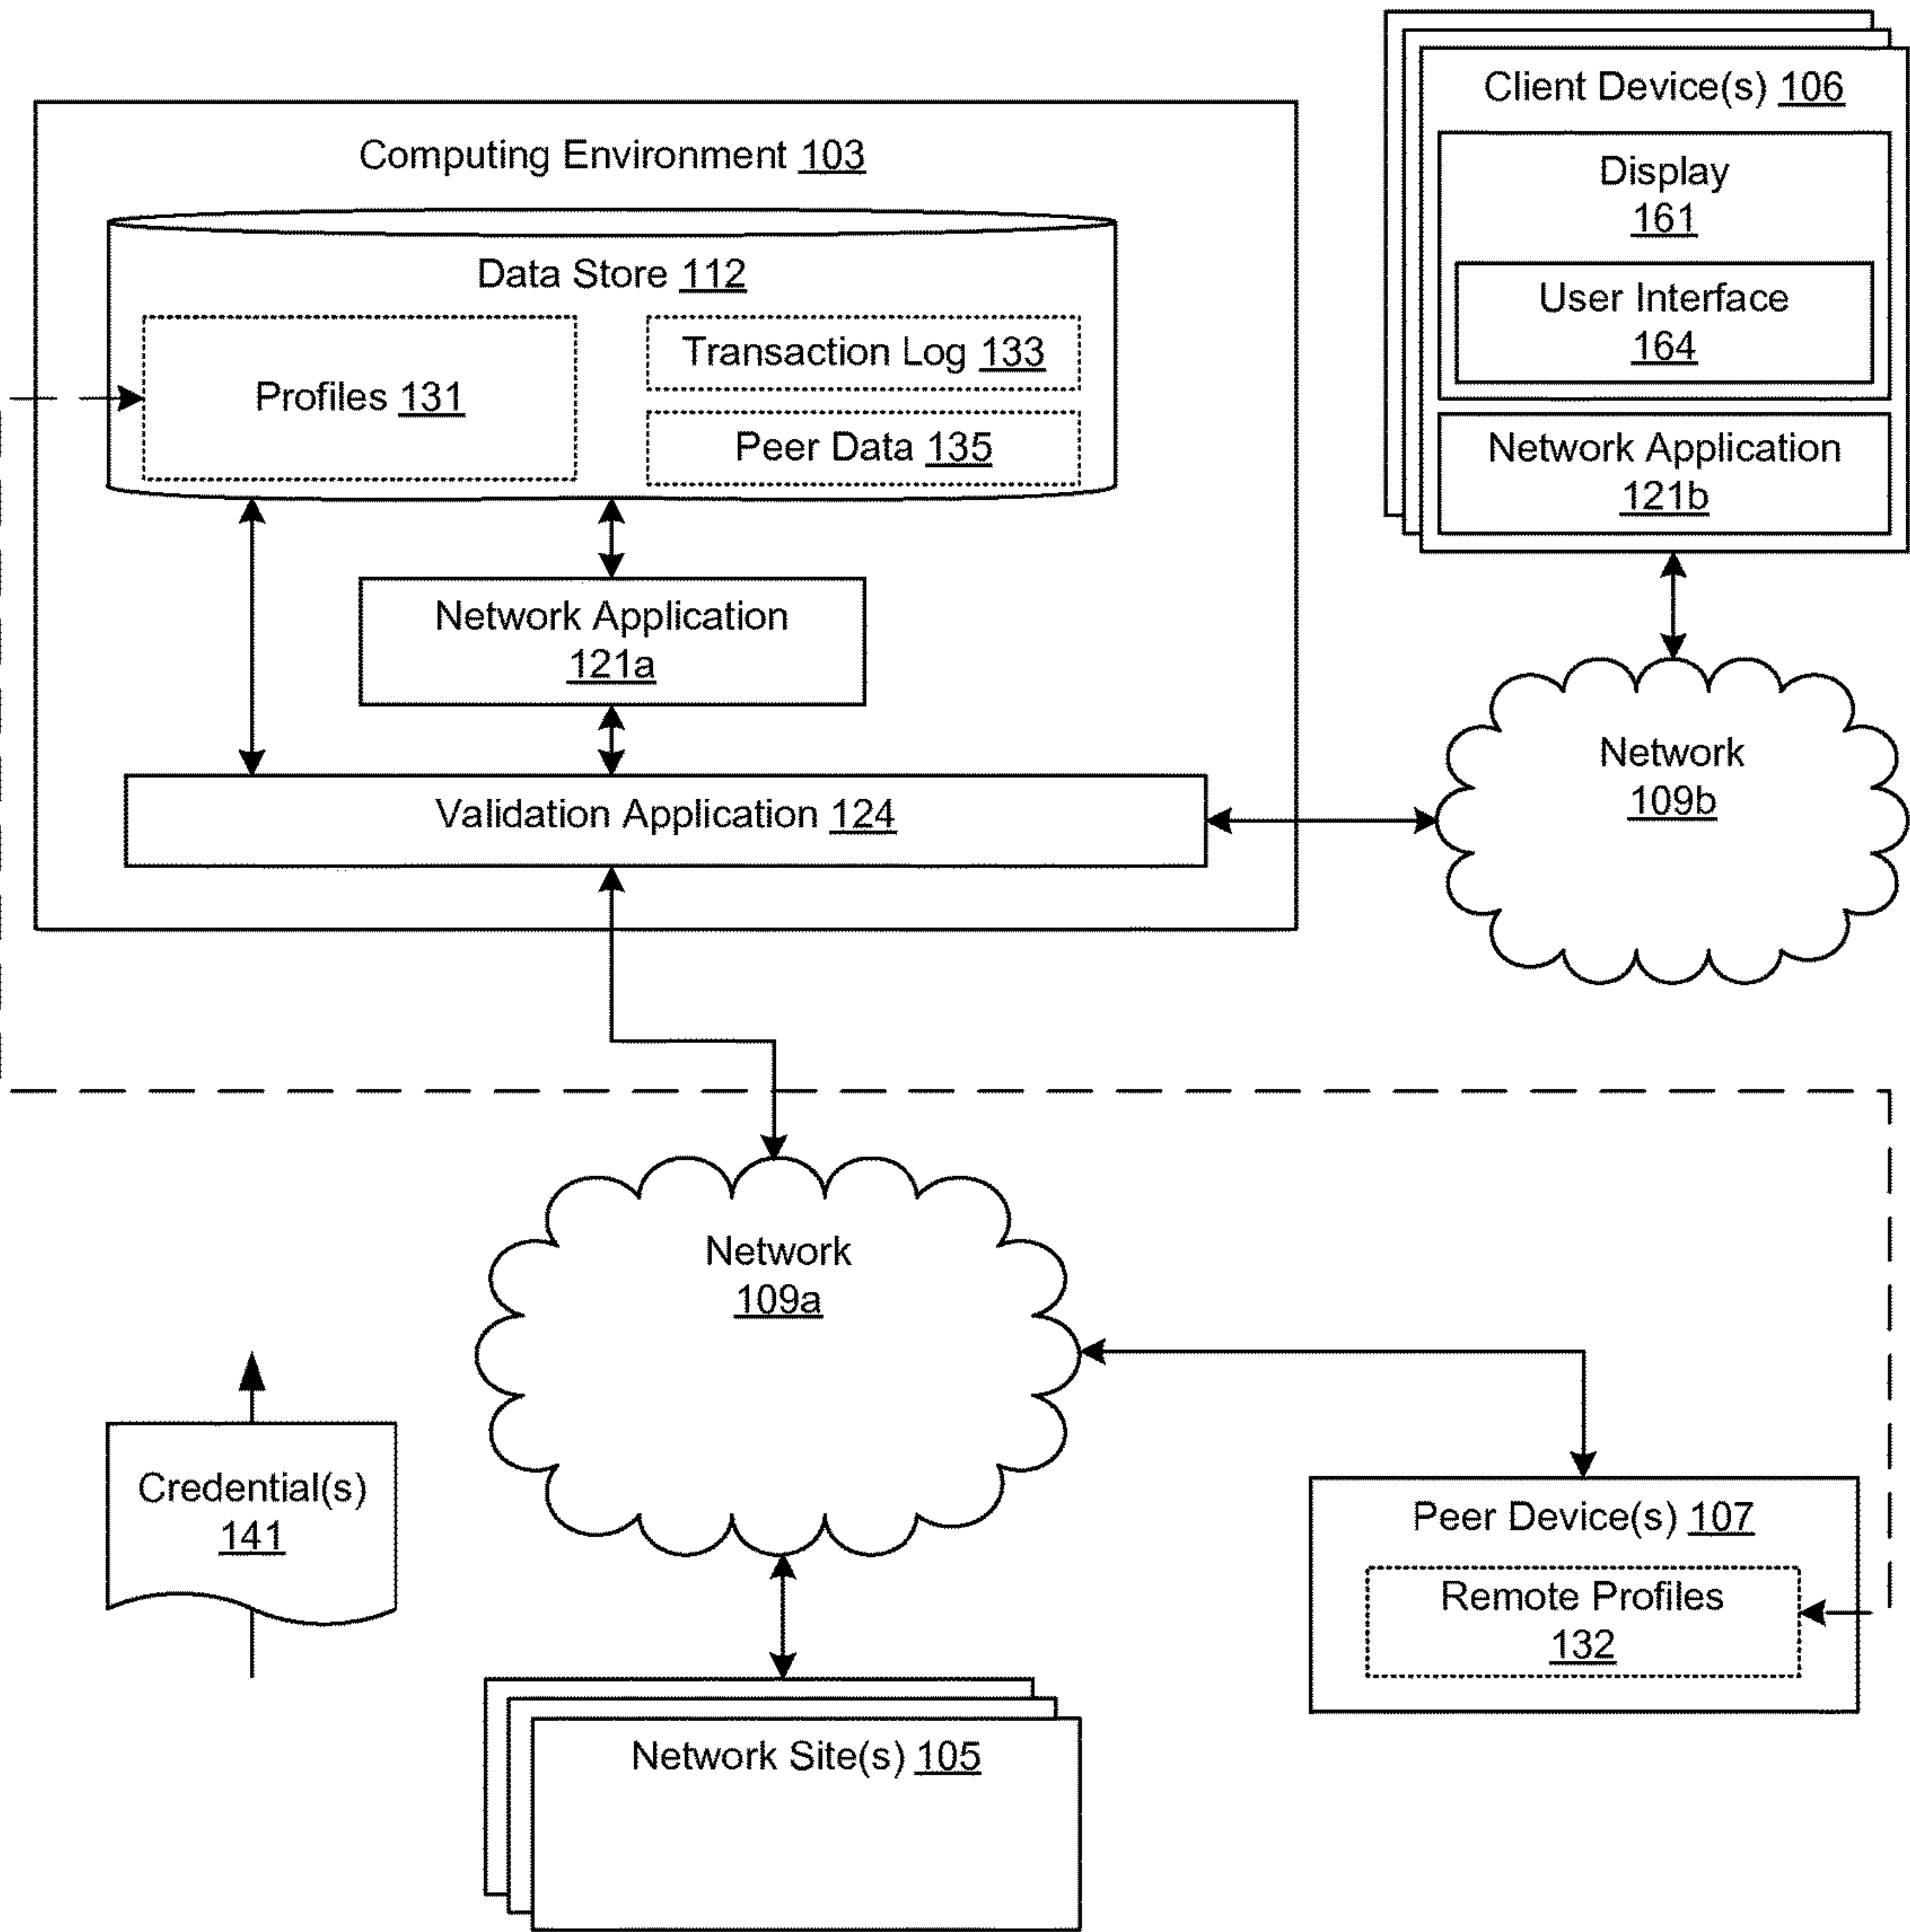 Client Device(s) 106
Display
161
User Interface
164
Network Application
121b
Computing Environment 103
Data Store 112
Profiles 131
Transaction Log 133
Peer Data 135
Network Application
121a
Validation Application 124
Network
109b
Network
109a
Credential(s)
141
Peer Device(s) 107
Remote Profiles
132
Network Site(s) 105